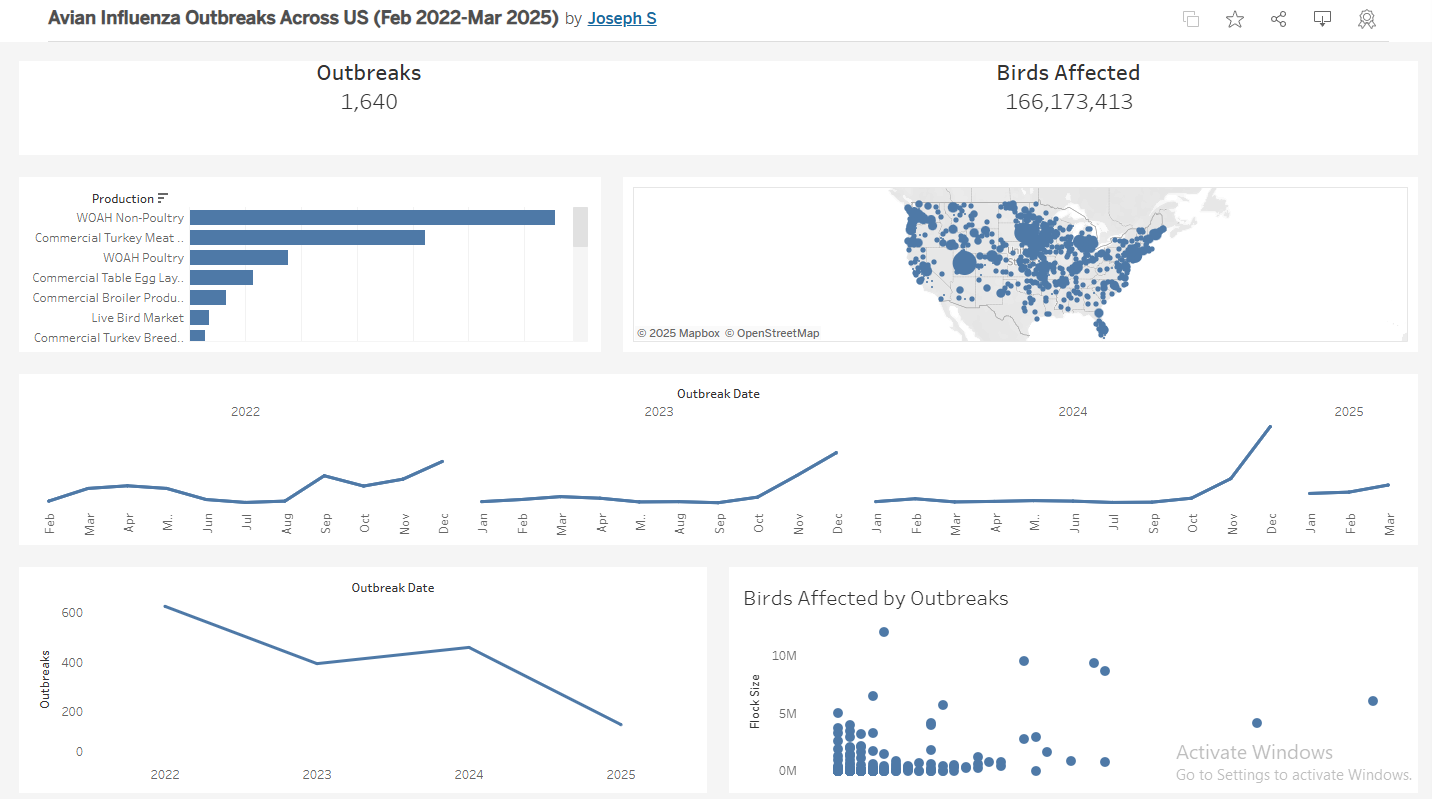 Avian Influenza Outbreaks Across US (Feb 2022-Mar 2025) by Joseph S
Outbreaks
1,640
Birds Affected
166,173,413
Production
WOAH Non-Poultry
Commercial Turkey Meat ..
WOAH Poultry
Commercial Table Egg Lay..
Commercial Broiler Produ..
Live Bird Market
Commercial Turkey Breed..
© 2025 Mapbox © OpenStreetMap
Outbreak Date
2022 2023 2024 2025
Feb Mar Apr M.. Jun Jul Aug Sep Oct Nov Dec Jan Feb Mar Apr M.. Aug Sep Oct Nov Dec Jan Feb Mar Apr M.. Jun Jul Sep Oct Nov Dec Jan Feb Mar
Outbreak Date
Outbreaks
600
400
200
0
2022 2023 2024 2025
Birds Affected by Outbreaks
Flock Size
10M
5M
0M
Activate Windows
Go to Settings to activate Windows.